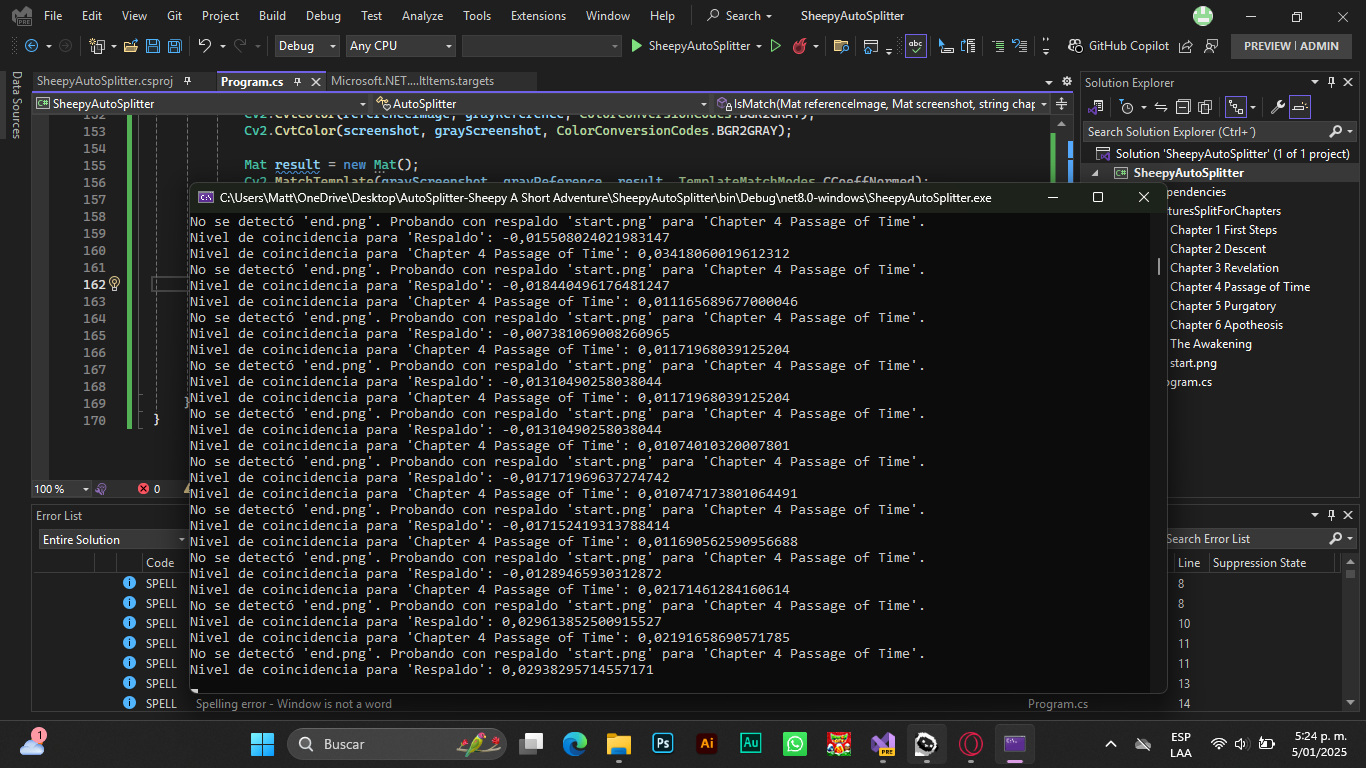 File Edit View Git Project Build Debug Test Analyze Tools Extensions Window Help Search SheepyAutoSplitter
Debug Any CPU SheepyAutoSplitter GitHub Copilot PREVIEW | ADMIN
Data Sources
SheepyAutoSplitter.csproj Program.cs Microsoft.NET....ltItems.targets
SheepyAutoSplitter AutoSplitter IsMatch(Mat referenceImage, Mat screenshot, string chap
152 Cv2.CvtColor(referenceImage, grayReference, ColorConversionCodes.BGR2GRAY);
153 Cv2.CvtColor(screenshot, grayScreenshot, ColorConversionCodes.BGR2GRAY);
154
155 Mat result = new Mat();
156 Cv2.MatchTemplate(grayScreenshot, grayReference, result, TemplateMatchModes.CCoeffNormed);
157
158
159
160
161
162
163
164
165
166
167
168
169 }
170 }
100 % 0
C:\Users\Matt\OneDrive\Desktop\AutoSplitter-Sheepy A Short Adventure\SheepyAutoSplitter\bin\Debug\net8.0-windows\SheepyAutoSplitter.exe
No se detectó 'end.png'. Probando con respaldo 'start.png' para 'Chapter 4 Passage of Time'.
Nivel de coincidencia para 'Respaldo': -0,015508024021983147
Nivel de coincidencia para 'Chapter 4 Passage of Time': 0,03418060019612312
No se detectó 'end.png'. Probando con respaldo 'start.png' para 'Chapter 4 Passage of Time'.
Nivel de coincidencia para 'Respaldo': -0,018440496176481247
Nivel de coincidencia para 'Chapter 4 Passage of Time': 0,011165689677000046
No se detectó 'end.png'. Probando con respaldo 'start.png' para 'Chapter 4 Passage of Time'.
Nivel de coincidencia para 'Respaldo': -0,007381069008260965
Nivel de coincidencia para 'Chapter 4 Passage of Time': 0,01171968039125204
No se detectó 'end.png'. Probando con respaldo 'start.png' para 'Chapter 4 Passage of Time'.
Nivel de coincidencia para 'Respaldo': -0,01310490258038044
Nivel de coincidencia para 'Chapter 4 Passage of Time': 0,01171968039125204
No se detectó 'end.png'. Probando con respaldo 'start.png' para 'Chapter 4 Passage of Time'.
Nivel de coincidencia para 'Respaldo': -0,01310490258038044
Nivel de coincidencia para 'Chapter 4 Passage of Time': 0,01074010320007801
No se detectó 'end.png'. Probando con respaldo 'start.png' para 'Chapter 4 Passage of Time'.
Nivel de coincidencia para 'Respaldo': -0,017171969637274742
Nivel de coincidencia para 'Chapter 4 Passage of Time': 0,010747173801064491
No se detectó 'end.png'. Probando con respaldo 'start.png' para 'Chapter 4 Passage of Time'.
Nivel de coincidencia para 'Respaldo': -0,017152419313788414
Nivel de coincidencia para 'Chapter 4 Passage of Time': 0,011690562590956688
No se detectó 'end.png'. Probando con respaldo 'start.png' para 'Chapter 4 Passage of Time'.
Nivel de coincidencia para 'Respaldo': -0,01289465930312872
Nivel de coincidencia para 'Chapter 4 Passage of Time': 0,02171461284160614
No se detectó 'end.png'. Probando con respaldo 'start.png' para 'Chapter 4 Passage of Time'.
Nivel de coincidencia para 'Respaldo': 0,029613852500915527
Nivel de coincidencia para 'Chapter 4 Passage of Time': 0,02191658690571785
No se detectó 'end.png'. Probando con respaldo 'start.png' para 'Chapter 4 Passage of Time'.
Nivel de coincidencia para 'Respaldo': 0,02938295714557171
Solution Explorer
Search Solution Explorer (Ctrl+´)
Solution 'SheepyAutoSplitter' (1 of 1 project)
SheepyAutoSplitter
pendencies
turesSplitForChapters
Chapter 1 First Steps
Chapter 2 Descent
Chapter 3 Revelation
Chapter 4 Passage of Time
Chapter 5 Purgatory
Chapter 6 Apotheosis
The Awakening
start.png
ogram.cs
Error List
Entire Solution Search Error List
Code Line Suppression State
SPELL 8
SPELL 8
SPELL 10
SPELL 11
SPELL 11
SPELL 13
SPELL Spelling error - Window is not a word Program.cs 14
1 Buscar ESP 5:24 p. m.
LAA 5/01/2025